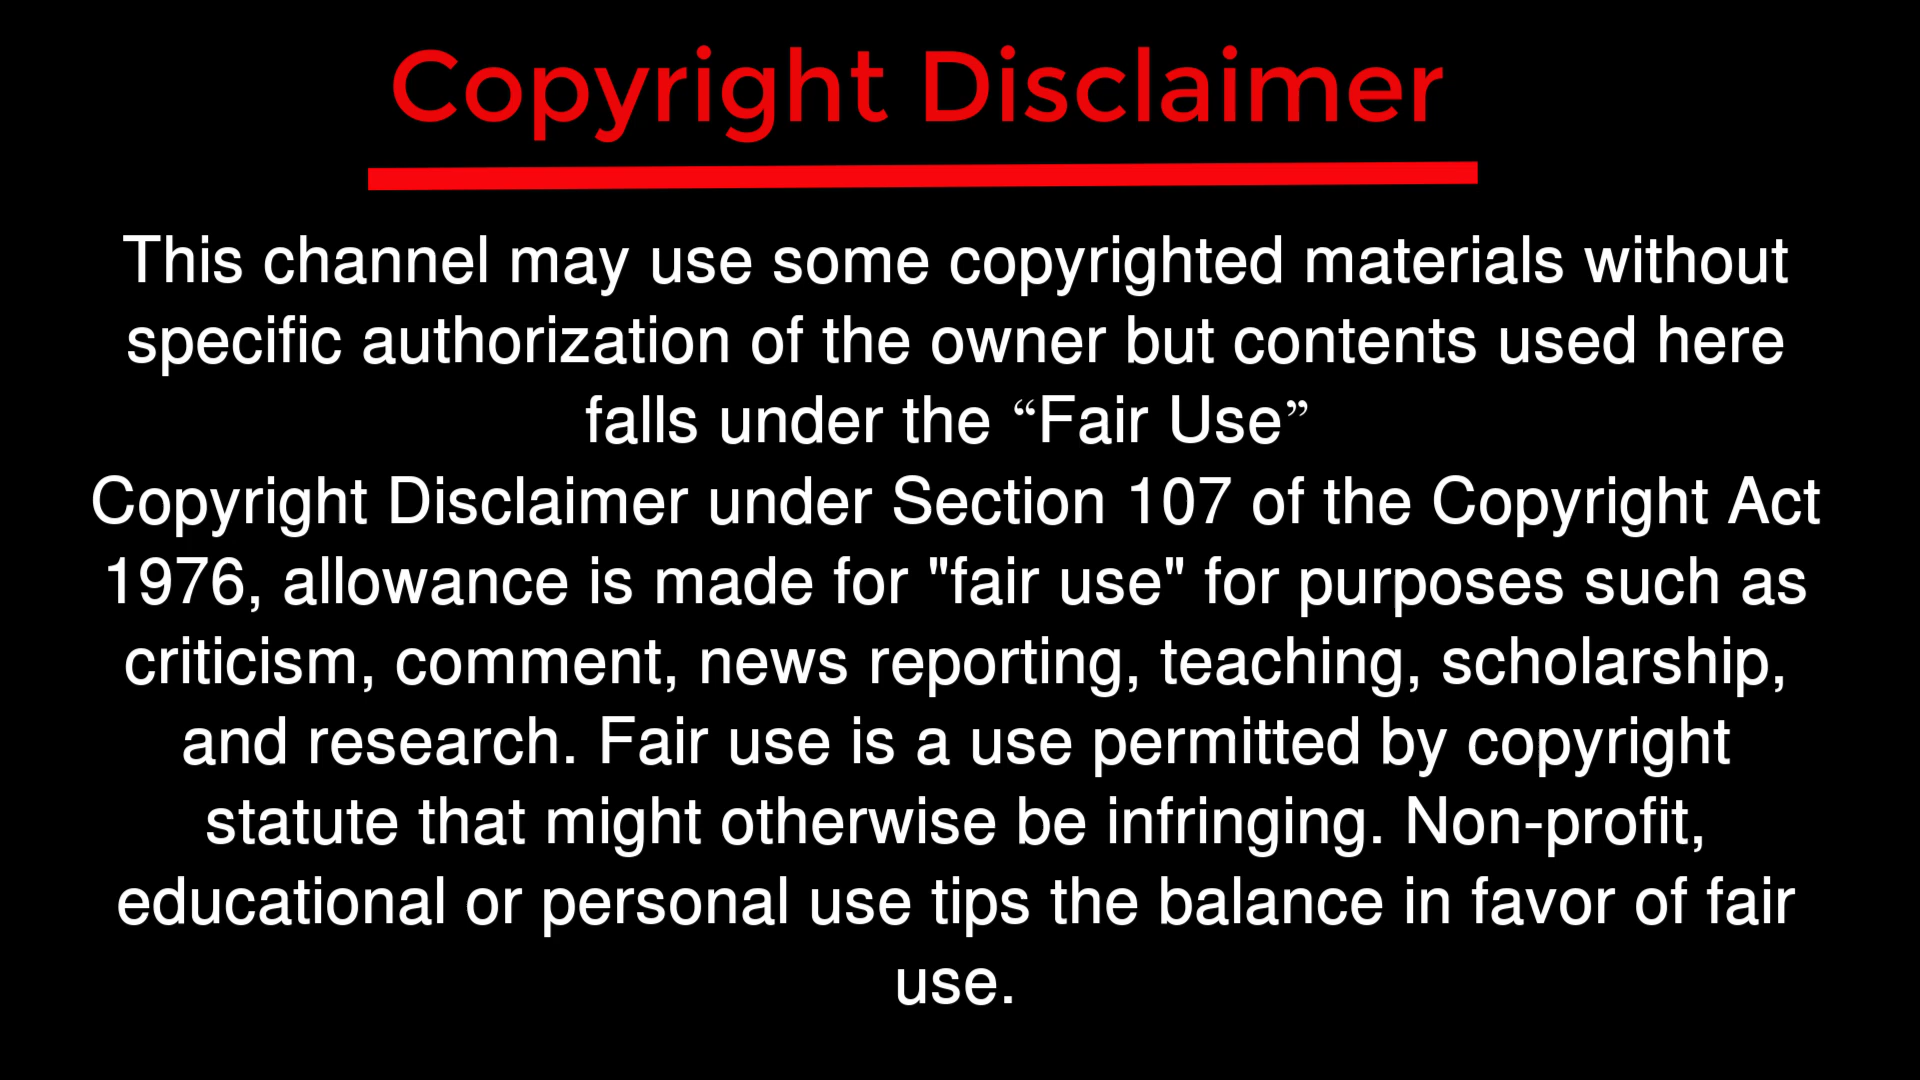 Copyright Disclaimer
This channel may use some copyrighted materials without
specific authorization of the owner but contents used here
falls under the “Fair Use”
Copyright Disclaimer under Section 107 of the Copyright Act
1976, allowance is made for "fair use" for purposes such as
criticism, comment, news reporting, teaching, scholarship,
and research. Fair use is a use permitted by copyright
statute that might otherwise be infringing. Non-profit,
educational or personal use tips the balance in favor of fair
use.